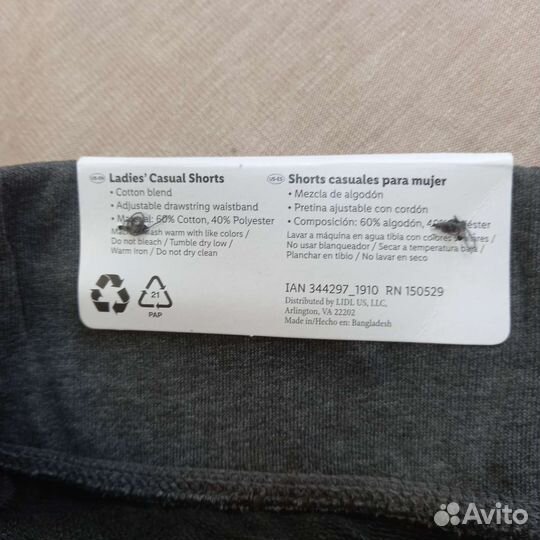 US-EN Ladies' Casual Shorts
• Cotton blend
• Adjustable drawstring waistband
• 60% Cotton, 40% Polyester
wash warm with like colors /
Do not bleach / Tumble dry low /
Warm iron / Do not dry clean
21
PAP
US-ES Shorts casuales para mujer
• Mezcla de algodón
• Pretina ajustable con cordón
• Composición: 60% algodón,
Lavar a máquina en agua tibia con colores
No usar blanqueador / Secar a temperatura /
Planchar en tibio / No lavar en seco
IAN 344297_1910 RN 150529
Distributed by LIDL US, LLC,
Arlington, VA 22202
Made in/Hecho en: Bangladesh
Avito